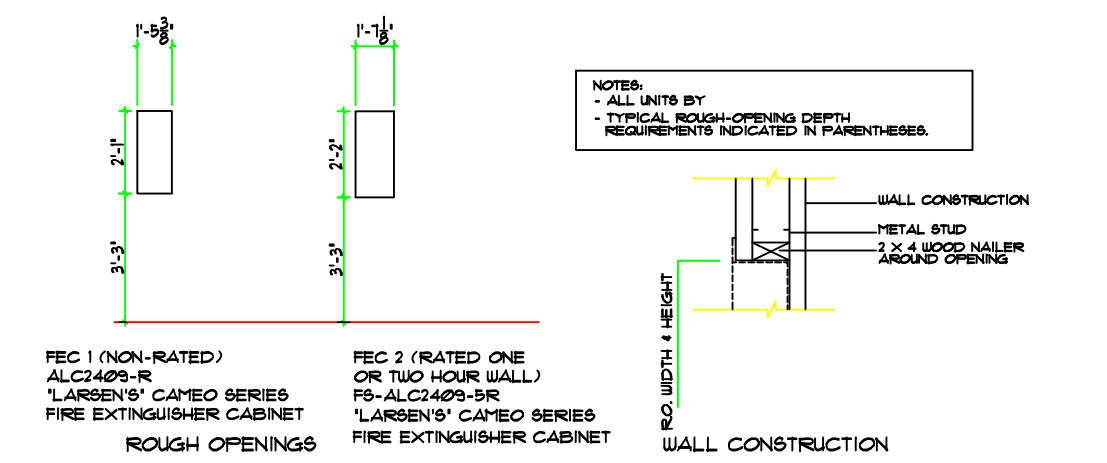 1'-5 3/8"
1'-7 1/8"
2'-1"
2'-2"
3'-3"
3'-3"
NOTES:
- ALL UNITS BY
- TYPICAL ROUGH-OPENING DEPTH
REQUIREMENTS INDICATED IN PARENTHESES.
WALL CONSTRUCTION
METAL STUD
2 X 4 WOOD NAILER
AROUND OPENING
R.O. WIDTH & HEIGHT
FEC 1 (NON-RATED)
ALC2409-R
"LARSEN'S" CAMEO SERIES
FIRE EXTINGUISHER CABINET
FEC 2 (RATED ONE
OR TWO HOUR WALL)
FS-ALC2409-5R
"LARSEN'S" CAMEO SERIES
FIRE EXTINGUISHER CABINET
ROUGH OPENINGS
WALL CONSTRUCTION